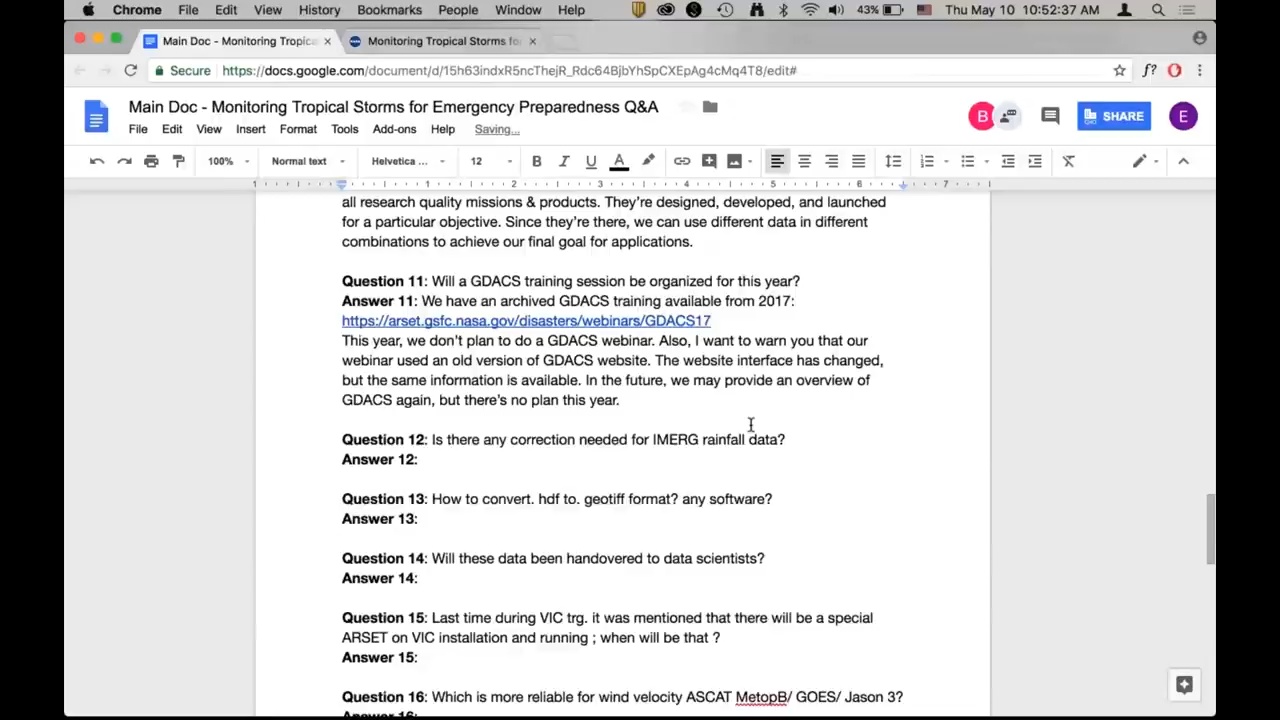 Chrome File Edit View History Bookmarks People Window Help 43% Thu May 10 10:52:37 AM
Main Doc - Monitoring Tropica × Monitoring Tropical Storms fo ×
Secure https://docs.google.com/document/d/15h63indxR5ncThejR_Rdc64BjbYhSpCXEpAg4cMq4T8/edit# f?
Main Doc - Monitoring Tropical Storms for Emergency Preparedness Q&A
File Edit View Insert Format Tools Add-ons Help Saving... B SHARE E
100% Normal text Helvetica ... 12 B I U A
1 1 2 3 4 5 6 7
all research quality missions & products. They're designed, developed, and launched
for a particular objective. Since they're there, we can use different data in different
combinations to achieve our final goal for applications.
Question 11: Will a GDACS training session be organized for this year?
Answer 11: We have an archived GDACS training available from 2017:
https://arset.gsfc.nasa.gov/disasters/webinars/GDACS17
This year, we don't plan to do a GDACS webinar. Also, I want to warn you that our
webinar used an old version of GDACS website. The website interface has changed,
but the same information is available. In the future, we may provide an overview of
GDACS again, but there's no plan this year.
Question 12: Is there any correction needed for IMERG rainfall data?
Answer 12:
Question 13: How to convert. hdf to. geotiff format? any software?
Answer 13:
Question 14: Will these data been handovered to data scientists?
Answer 14:
Question 15: Last time during VIC trg. it was mentioned that there will be a special
ARSET on VIC installation and running ; when will be that ?
Answer 15:
Question 16: Which is more reliable for wind velocity ASCAT MetopB/ GOES/ Jason 3?
Answer 16: